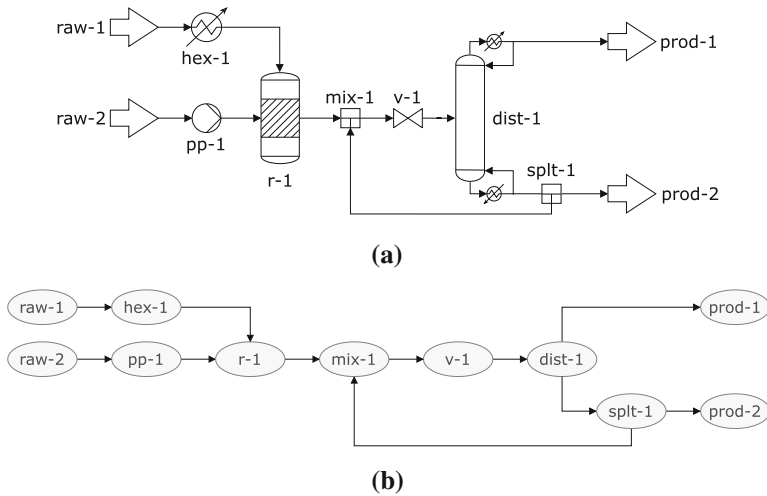 raw-1
hex-1
prod-1
raw-2
pp-1
r-1
mix-1
v-1
dist-1
splt-1
prod-2
(a)
raw-1
hex-1
prod-1
raw-2
pp-1
r-1
mix-1
v-1
dist-1
splt-1
prod-2
(b)